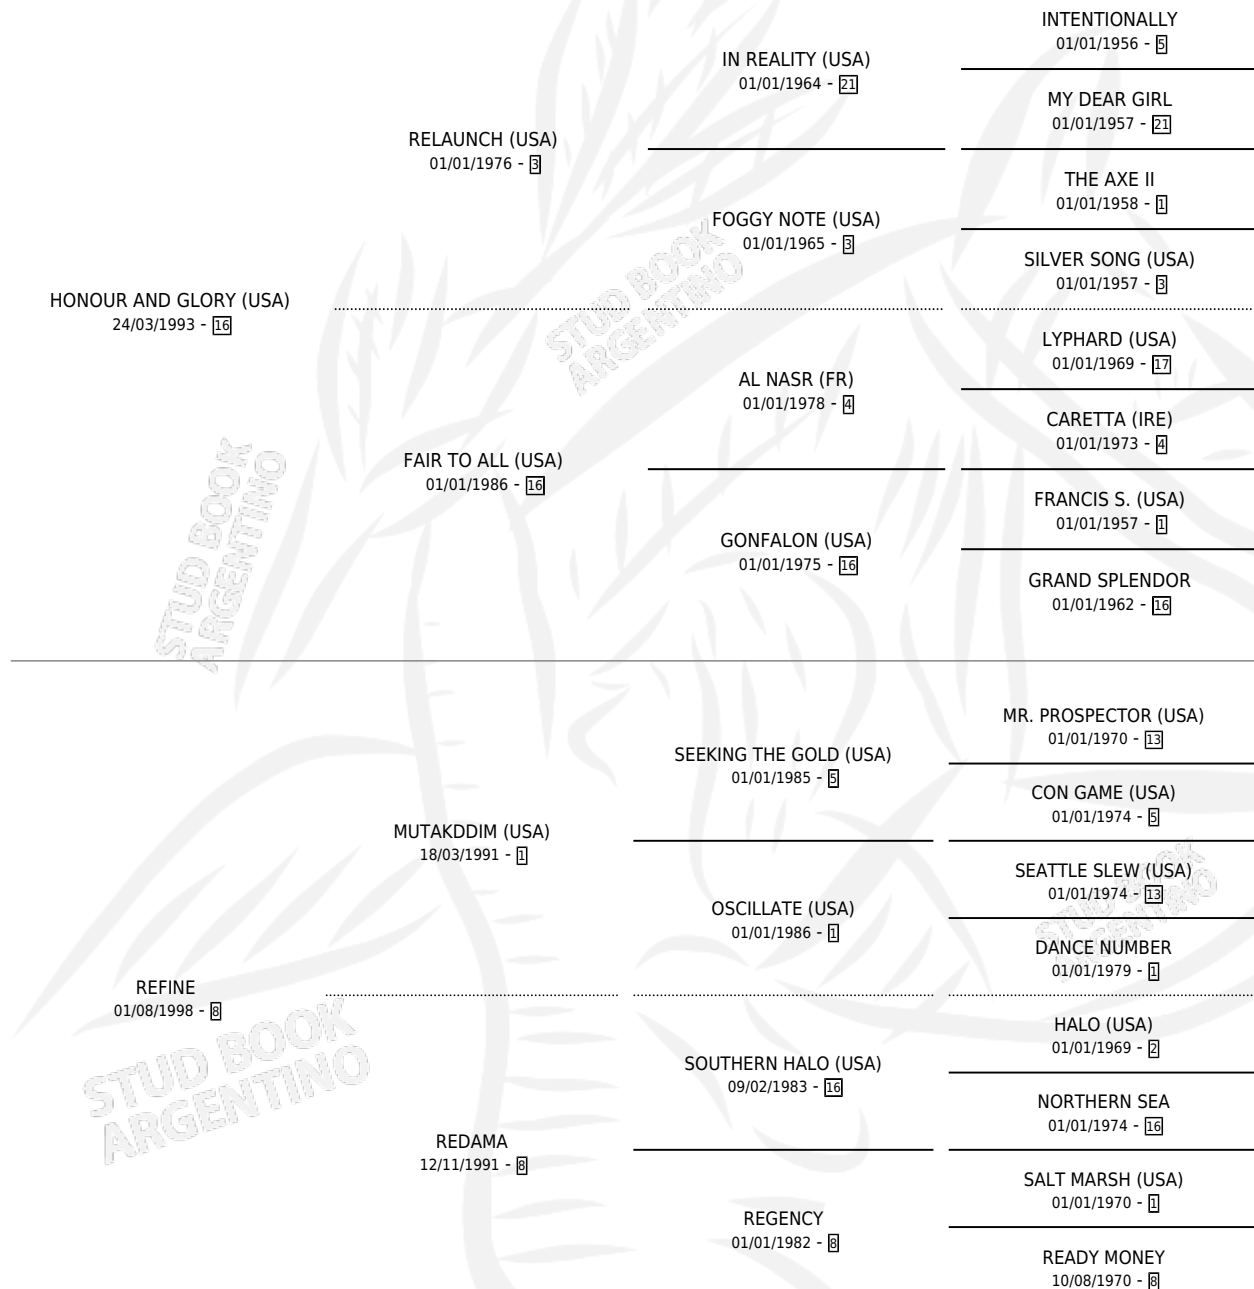 INTENTIONALLY
01/01/1956 - 5
IN REALITY (USA)
01/01/1964 - 21
MY DEAR GIRL
01/01/1957 - 21
RELAUNCH (USA)
01/01/1976 - 3
THE AXE II
01/01/1958 - 1
FOGGY NOTE (USA)
01/01/1965 - 3
SILVER SONG (USA)
01/01/1957 - 3
HONOUR AND GLORY (USA)
24/03/1993 - 16
LYPHARD (USA)
01/01/1969 - 17
AL NASR (FR)
01/01/1978 - 4
CARETTA (IRE)
01/01/1973 - 4
FAIR TO ALL (USA)
01/01/1986 - 16
FRANCIS S. (USA)
01/01/1957 - 1
GONFALON (USA)
01/01/1975 - 16
GRAND SPLENDOR
01/01/1962 - 16
MR. PROSPECTOR (USA)
01/01/1970 - 13
SEEKING THE GOLD (USA)
01/01/1985 - 5
CON GAME (USA)
01/01/1974 - 5
MUTAKDDIM (USA)
18/03/1991 - 1
SEATTLE SLEW (USA)
01/01/1974 - 13
OSCILLATE (USA)
01/01/1986 - 1
DANCE NUMBER
01/01/1979 - 1
REFINE
01/08/1998 - 8
HALO (USA)
01/01/1969 - 2
SOUTHERN HALO (USA)
09/02/1983 - 16
NORTHERN SEA
01/01/1974 - 16
REDAMA
12/11/1991 - 8
SALT MARSH (USA)
01/01/1970 - 1
REGENCY
01/01/1982 - 8
READY MONEY
10/08/1970 - 8
STUD BOOK
ARGENTINO
STUD BOOK
ARGENTINO
STUD BOOK
ARGENTINO
STUD BOOK
ARGENTINO